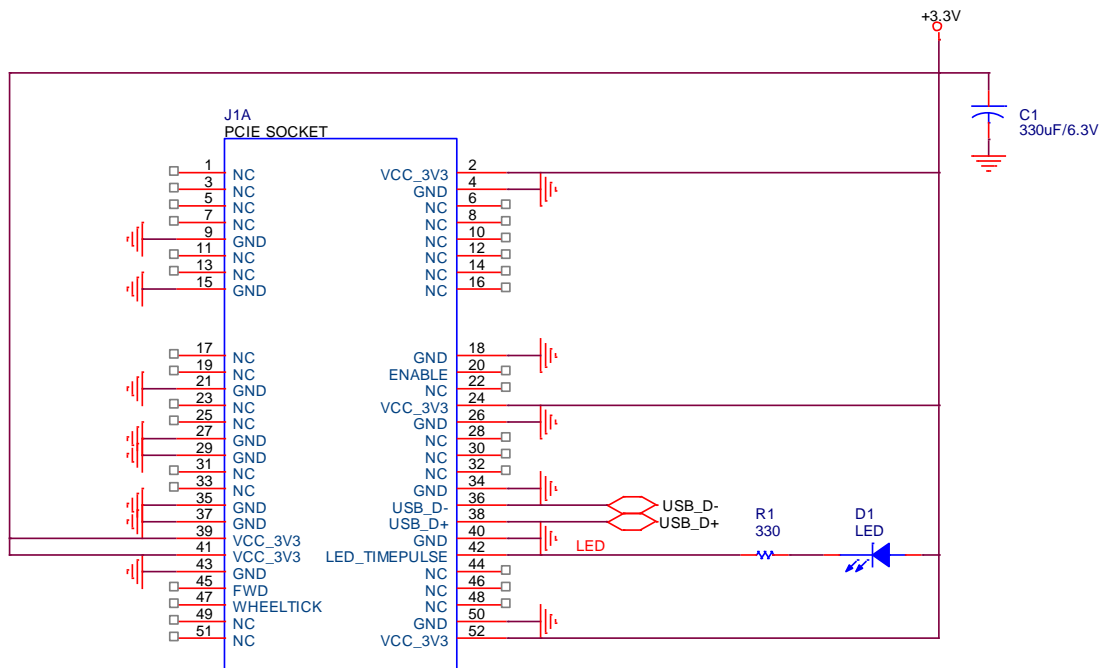 +3.3V
C1
330uF/6.3V
J1A
PCIE SOCKET
1 NC VCC_3V3 2
3 NC GND 4
5 NC NC 6
7 NC NC 8
9 GND NC 10
11 NC NC 12
13 NC NC 14
15 GND NC 16
17 NC GND 18
19 NC ENABLE 20
21 GND NC 22
23 NC VCC_3V3 24
25 NC GND 26
27 GND NC 28
29 GND NC 30
31 NC NC 32
33 NC GND 34
35 GND USB_D- 36 USB_D-
37 GND USB_D+ 38 USB_D+
39 VCC_3V3 GND 40
41 VCC_3V3 LED_TIMEPULSE 42 LED
R1
330
D1
LED
43 GND NC 44
45 FWD NC 46
47 WHEELTICK NC 48
49 NC GND 50
51 NC VCC_3V3 52